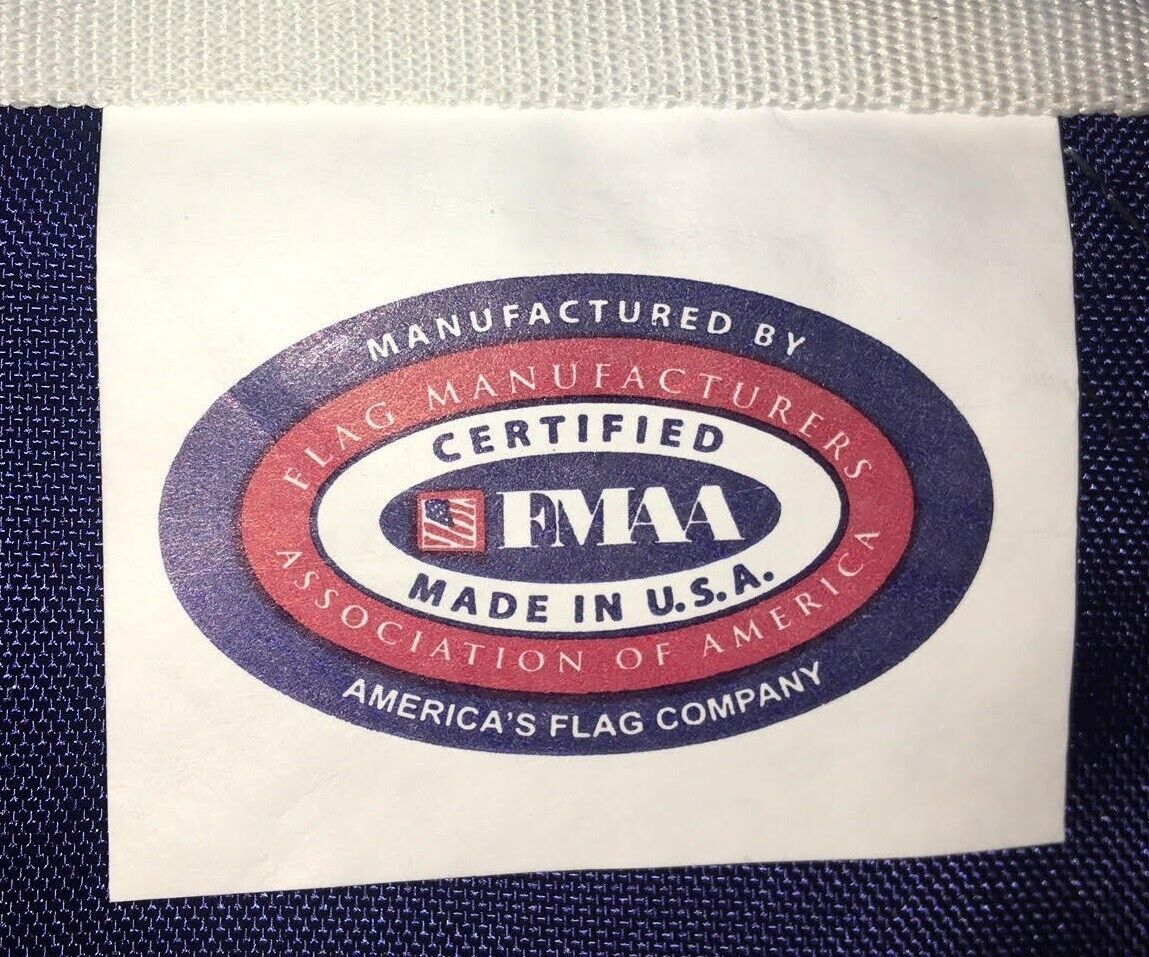 MANUFACTURED BY
FLAG MANUFACTURERS
CERTIFIED
FMAA
MADE IN U.S.A.
ASSOCIATION OF AMERICA
AMERICA'S FLAG COMPANY